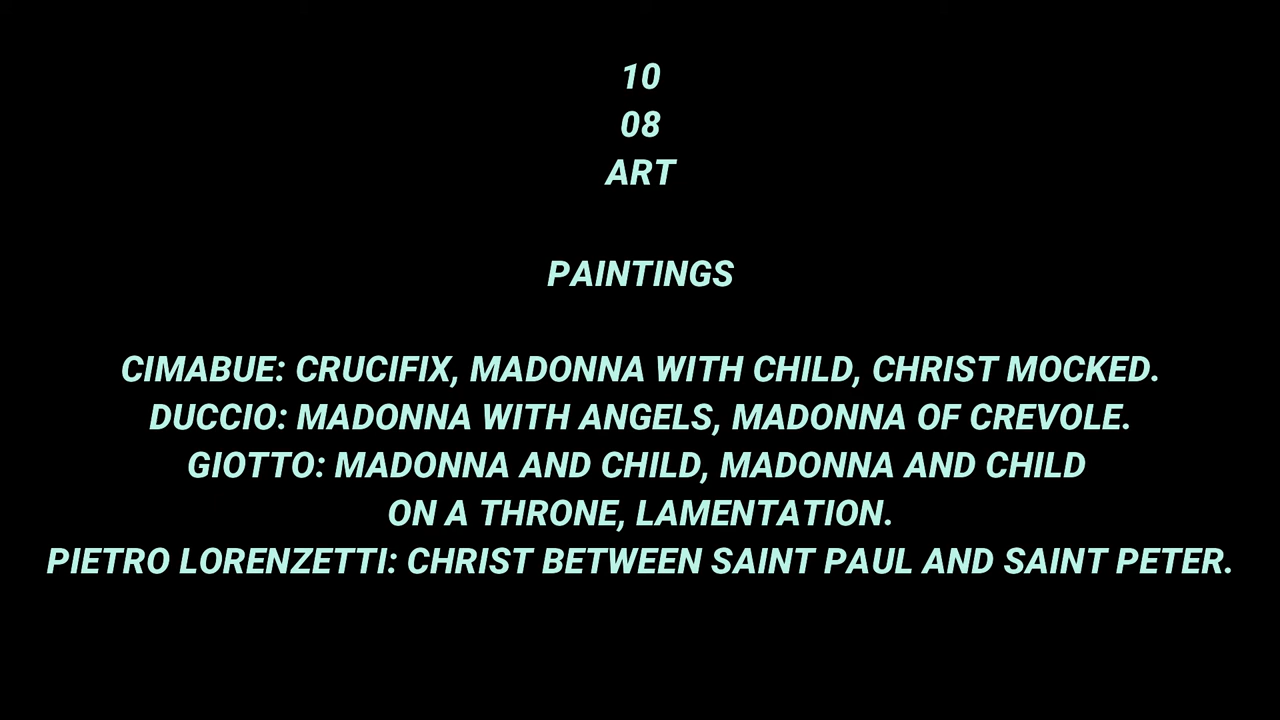 10
08
ART
PAINTINGS
CIMABUE: CRUCIFIX, MADONNA WITH CHILD, CHRIST MOCKED.
DUCCIO: MADONNA WITH ANGELS, MADONNA OF CREVOLE.
GIOTTO: MADONNA AND CHILD, MADONNA AND CHILD
ON A THRONE, LAMENTATION.
PIETRO LORENZETTI: CHRIST BETWEEN SAINT PAUL AND SAINT PETER.